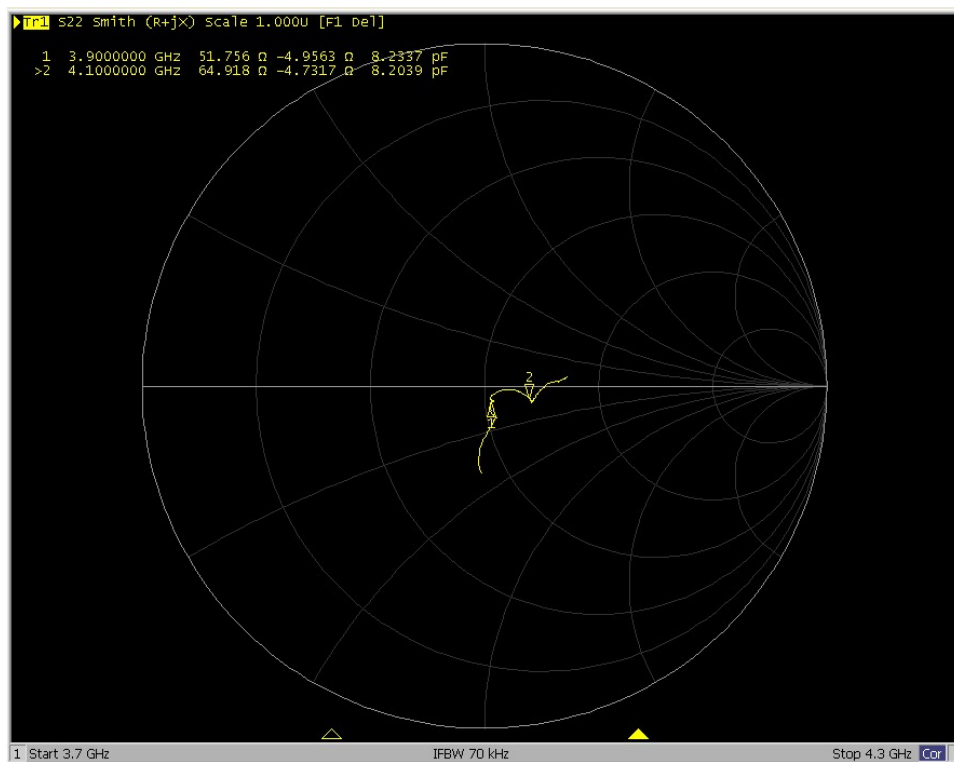 Tr1 S22 Smith (R+jX) Scale 1.000U [F1 Del]
1 3.9000000 GHz 51.756 Ω -4.9563 Ω 8.2337 pF
>2 4.1000000 GHz 64.918 Ω -4.7317 Ω 8.2039 pF
2
1
1 Start 3.7 GHz IFBW 70 kHz Stop 4.3 GHz Cor